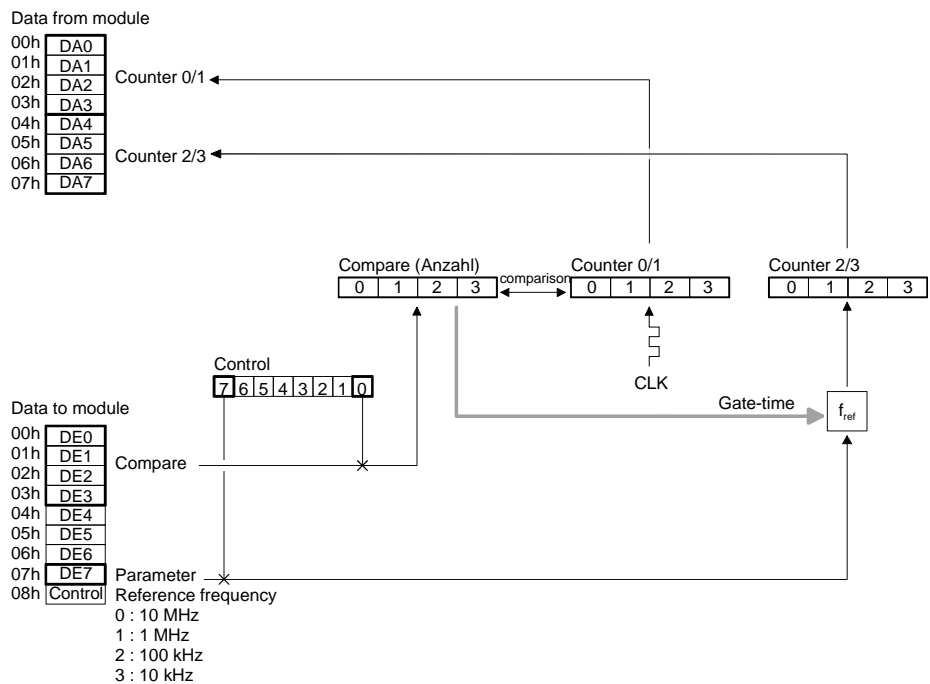 Data from module
00h DA0
01h DA1
02h DA2
03h DA3
04h DA4
05h DA5
06h DA6
07h DA7
Counter 0/1
Counter 2/3
Compare (Anzahl)
0 1 2 3
comparison
Counter 0/1
0 1 2 3
Counter 2/3
0 1 2 3
CLK
Control
7 6 5 4 3 2 1 0
Gate-time
fref
Data to module
00h DE0
01h DE1
02h DE2
03h DE3
04h DE4
05h DE5
06h DE6
07h DE7
08h Control
Compare
Parameter
Reference frequency
0 : 10 MHz
1 : 1 MHz
2 : 100 kHz
3 : 10 kHz